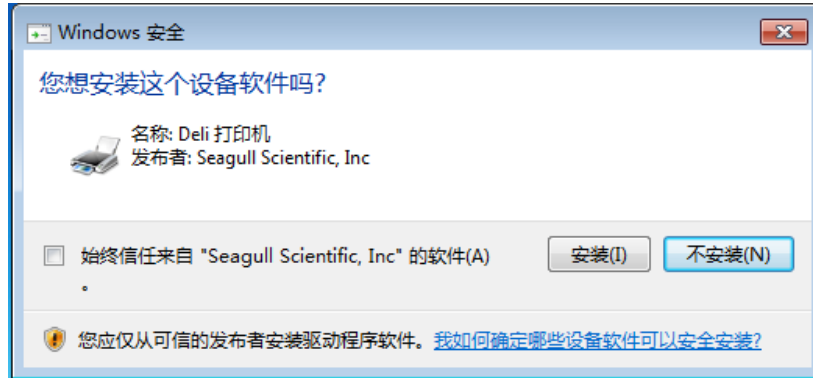 Windows 安全
您想安装这个设备软件吗?
名称: Deli 打印机
发布者: Seagull Scientific, Inc
始终信任来自 "Seagull Scientific, Inc" 的软件(A)
。
安装(I)
不安装(N)
您应仅从可信的发布者安装驱动程序软件。我如何确定哪些设备软件可以安全安装?